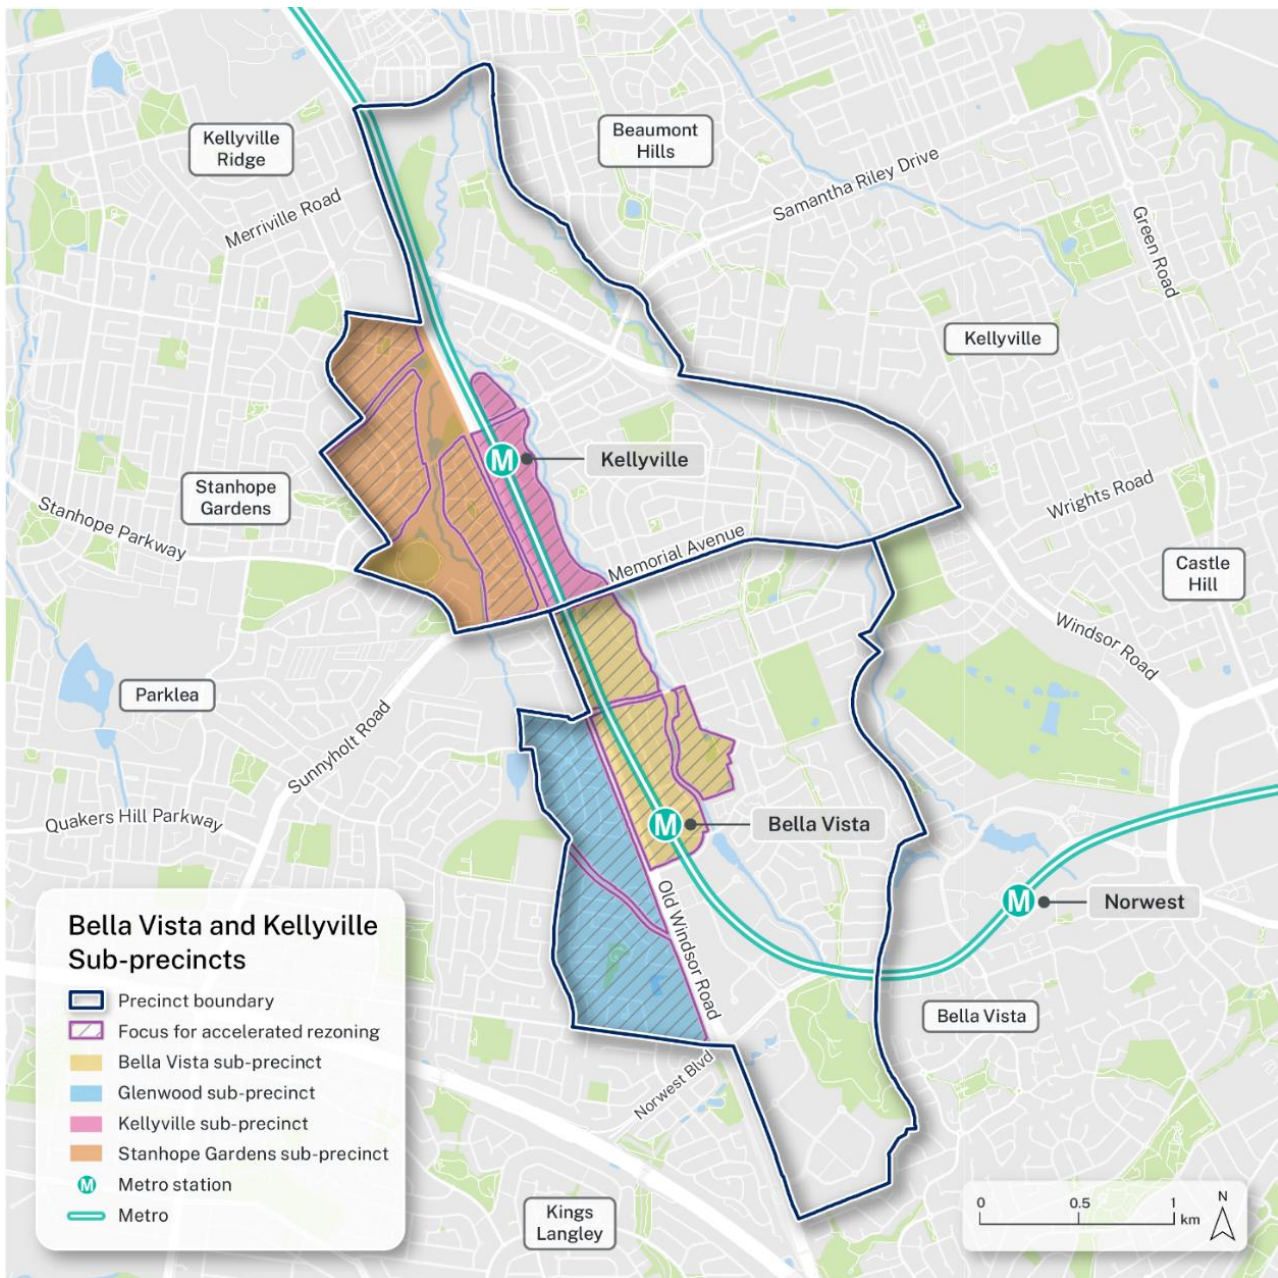 Kellyville
Ridge
Beaumont
Hills
Samantha Riley Drive
Merriville Road
Green Road
Kellyville
M
Kellyville
Stanhope
Gardens
Stanhope Parkway
Wrights Road
Memorial Avenue
Castle
Hill
Windsor Road
Parklea
Sunnyholt Road
Quakers Hill Parkway
M
Bella Vista
Old Windsor Road
M
Norwest
Bella Vista
Norwest Blvd
Kings
Langley
Bella Vista and Kellyville
Sub-precincts
Precinct boundary
Focus for accelerated rezoning
Bella Vista sub-precinct
Glenwood sub-precinct
Kellyville sub-precinct
Stanhope Gardens sub-precinct
M Metro station
Metro
0 0.5 1
km
N